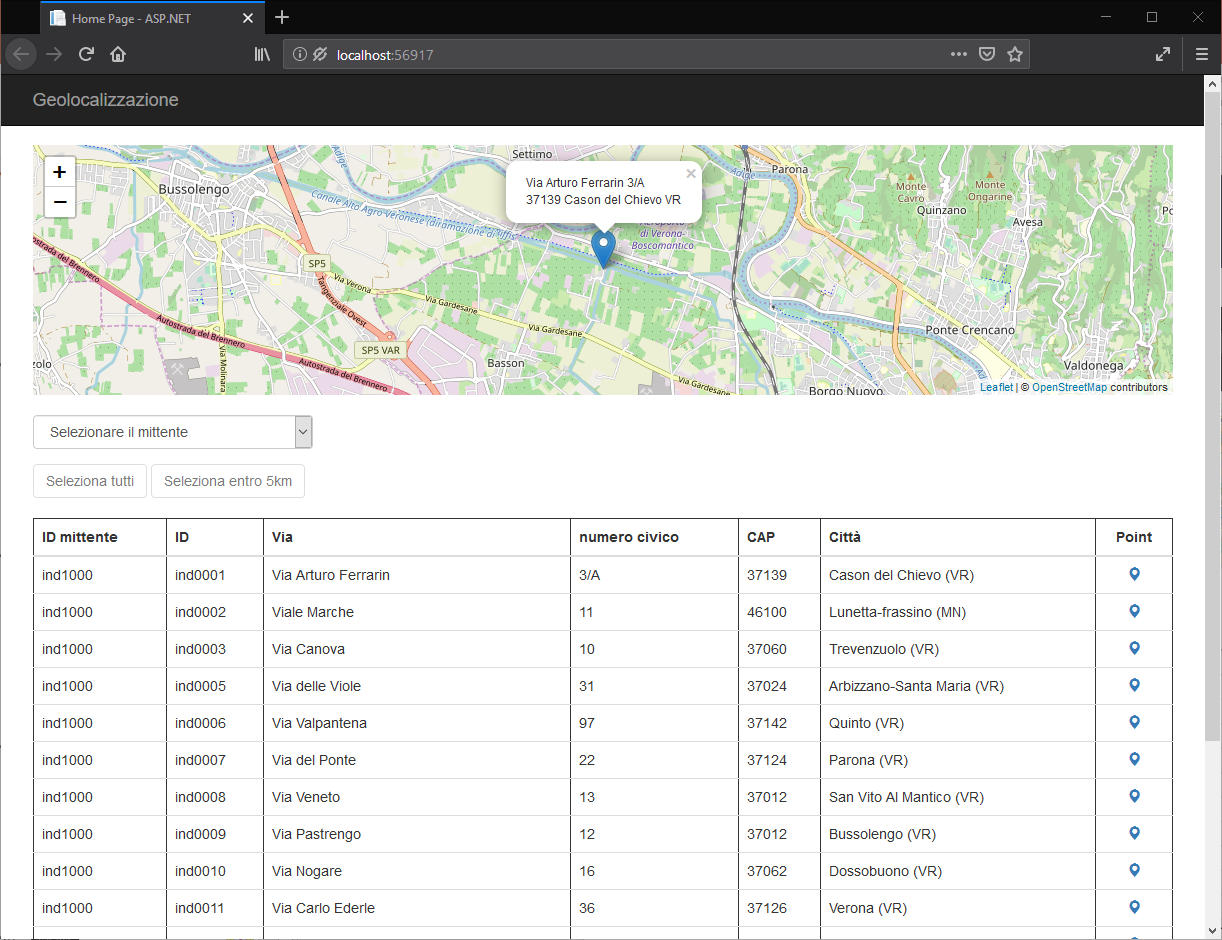 Home Page - ASP.NET
localhost:56917
Geolocalizzazione
+
−
Via Arturo Ferrarin 3/A
37139 Cason del Chievo VR
×
Settimo
Adige
Parona
Adige
Bussolengo
Monte Cavro
Monte Ongarine
Quinzano
Avesa
Canale Alto Agro Veronese (diramazione di
di Verona-
Boscomantico
Autostrada del Brennero
SP5
Via Verona
Tangenziale Ovest
Via Gardesane
Via Gardesane
Autostrada del Brennero
SP5 VAR
Via Molinara
Basson
Ponte Crencano
Valdonega
zolo
Autostrada del Brennero
Via Gardesane
Borgo Nuovo
Leaflet | © OpenStreetMap contributors
Selezionare il mittente
Seleziona tutti
Seleziona entro 5km
ID mittente ID Via numero civico CAP Città Point
ind1000 ind0001 Via Arturo Ferrarin 3/A 37139 Cason del Chievo (VR)
ind1000 ind0002 Viale Marche 11 46100 Lunetta-frassino (MN)
ind1000 ind0003 Via Canova 10 37060 Trevenzuolo (VR)
ind1000 ind0005 Via delle Viole 31 37024 Arbizzano-Santa Maria (VR)
ind1000 ind0006 Via Valpantena 97 37142 Quinto (VR)
ind1000 ind0007 Via del Ponte 22 37124 Parona (VR)
ind1000 ind0008 Via Veneto 13 37012 San Vito Al Mantico (VR)
ind1000 ind0009 Via Pastrengo 12 37012 Bussolengo (VR)
ind1000 ind0010 Via Nogare 16 37062 Dossobuono (VR)
ind1000 ind0011 Via Carlo Ederle 36 37126 Verona (VR)